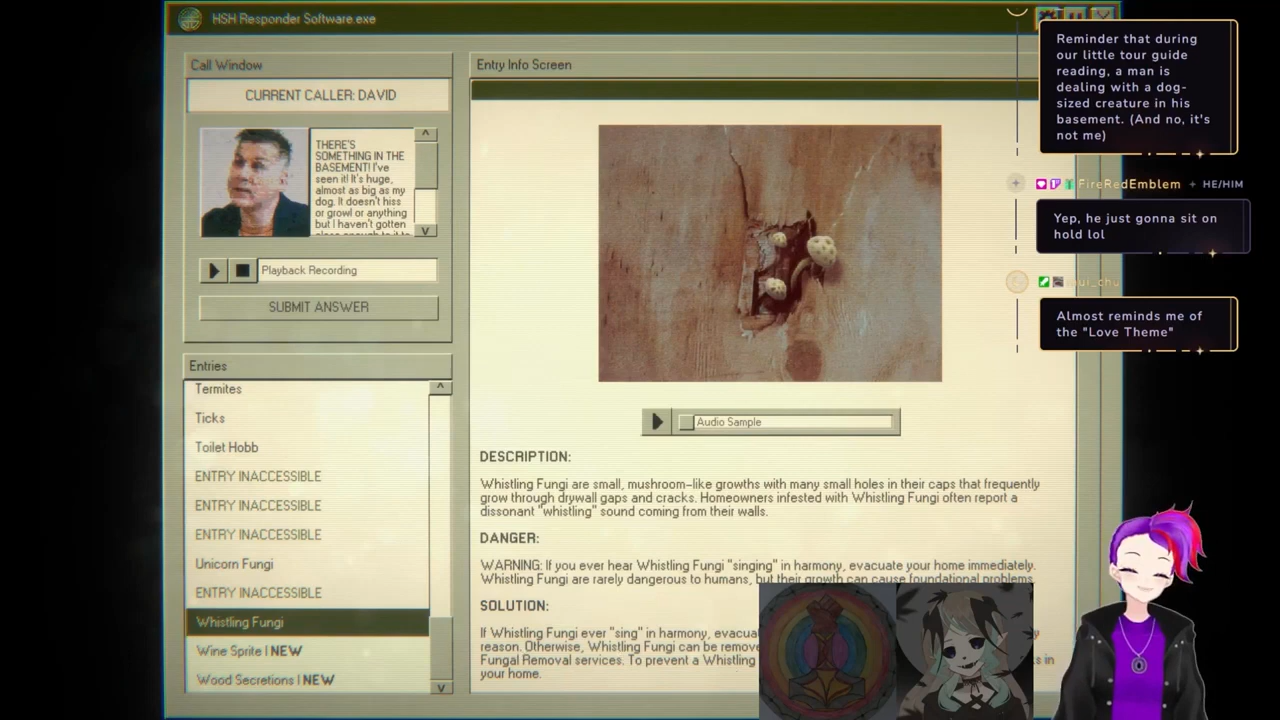 HSH Responder Software.exe
Call Window
CURRENT CALLER: DAVID
THERE'S
SOMETHING IN THE
BASEMENT! I've
seen it! It's huge,
almost as big as my
dog. It doesn't hiss
or growl or anything
but I haven't gotten
Playback Recording
SUBMIT ANSWER
Entries
Termites
Ticks
Toilet Hobb
ENTRY INACCESSIBLE
ENTRY INACCESSIBLE
ENTRY INACCESSIBLE
Unicorn Fungi
ENTRY INACCESSIBLE
Whistling Fungi
Wine Sprite | NEW
Wood Secretions | NEW
Entry Info Screen
Audio Sample
DESCRIPTION:
Whistling Fungi are small, mushroom-like growths with many small holes in their caps that frequently
grow through drywall gaps and cracks. Homeowners infested with Whistling Fungi often report a
dissonant "whistling" sound coming from their walls.
DANGER:
WARNING: If you ever hear Whistling Fungi "singing" in harmony, evacuate your home immediately.
Whistling Fungi are rarely dangerous to humans, but their growth can cause foundational problems
SOLUTION:
If Whistling Fungi ever "sing" in harmony,
reason. Otherwise, Whistling Fungi can be
Fungal Removal services. To prevent a Whistling in
your home.
Reminder that during
our little tour guide
reading, a man is
dealing with a dog-
sized creature in his
basement. (And no, it's
not me)
FireRedEmblem + HE/HIM
Yep, he just gonna sit on
hold lol
Almost reminds me of
the "Love Theme"